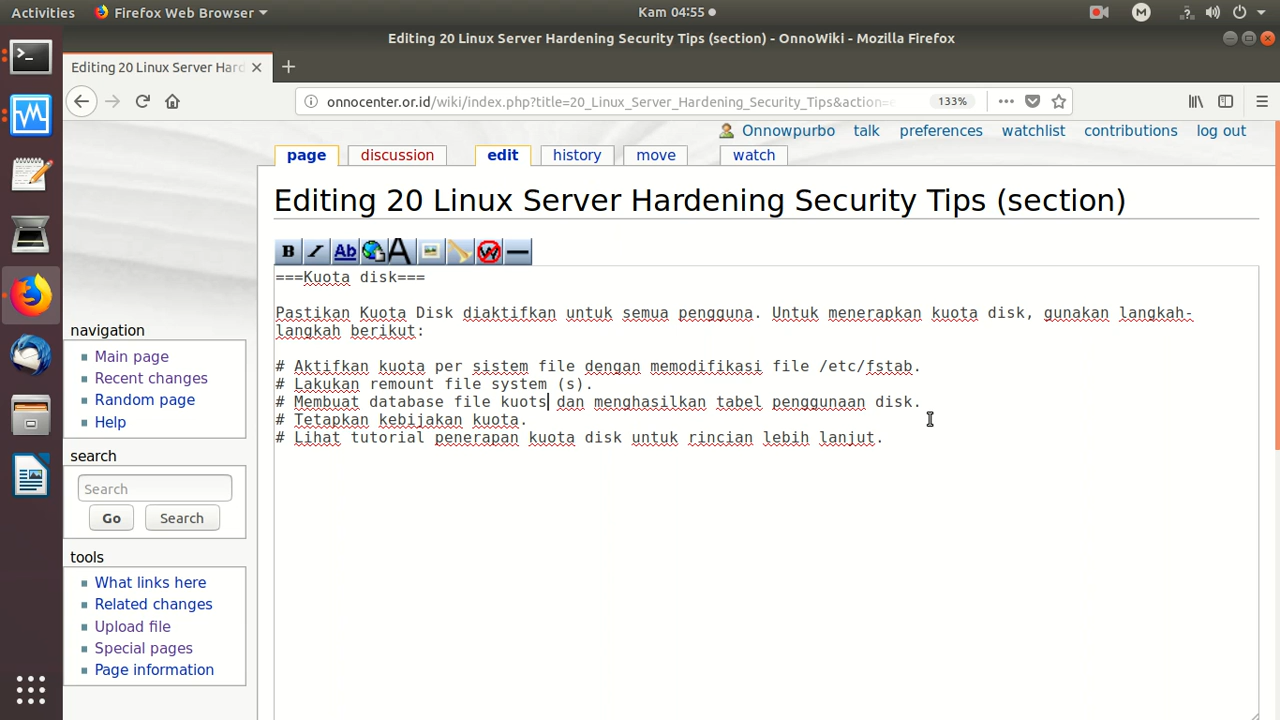 Activities Firefox Web Browser Kam 04:55
Editing 20 Linux Server Hardening Security Tips (section) - OnnoWiki - Mozilla Firefox
Editing 20 Linux Server Hard
onnocenter.or.id/wiki/index.php?title=20_Linux_Server_Hardening_Security_Tips&action=e 133%
Onnowpurbo talk preferences watchlist contributions log out
page discussion edit history move watch
Editing 20 Linux Server Hardening Security Tips (section)
B I Ab A W
===Kuota disk===
Pastikan Kuota Disk diaktifkan untuk semua pengguna. Untuk menerapkan kuota disk, gunakan langkah-
langkah berikut:
# Aktifkan kuota per sistem file dengan memodifikasi file /etc/fstab.
# Lakukan remount file system (s).
# Membuat database file kuots dan menghasilkan tabel penggunaan disk.
# Tetapkan kebijakan kuota.
# Lihat tutorial penerapan kuota disk untuk rincian lebih lanjut.
navigation
Main page
Recent changes
Random page
Help
search
Search
Go Search
tools
What links here
Related changes
Upload file
Special pages
Page information